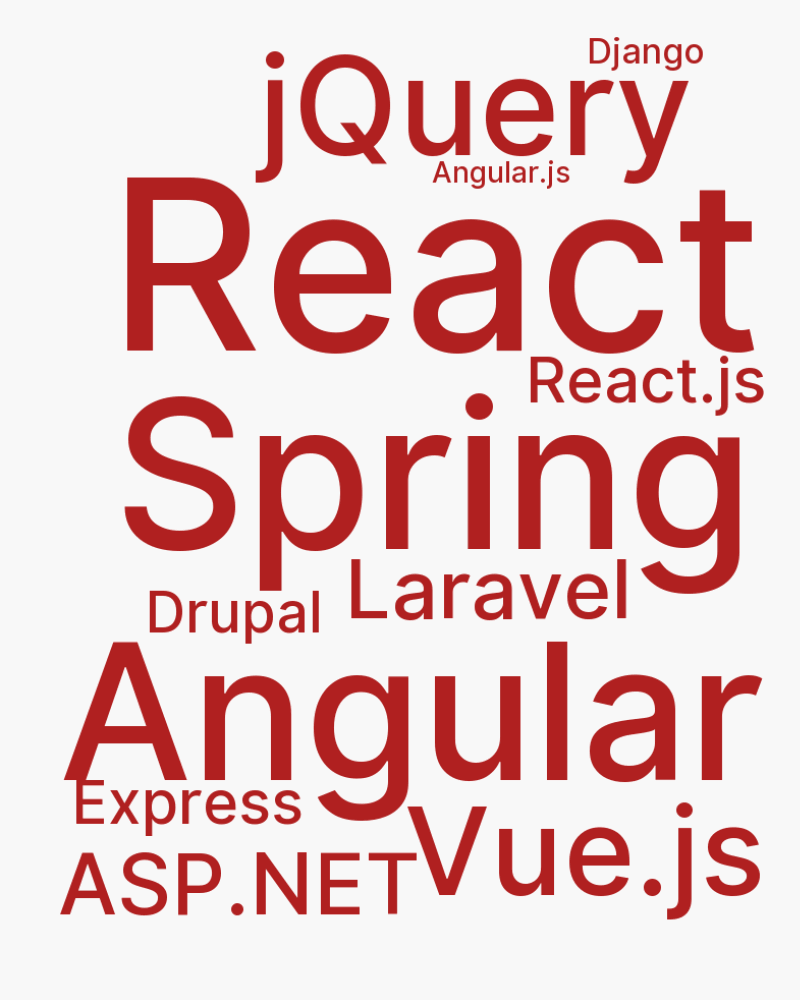 Django
jQuery
Angular.js
React
React.js
Spring
Laravel
Drupal
Angular
Express
Vue.js
ASP.NET